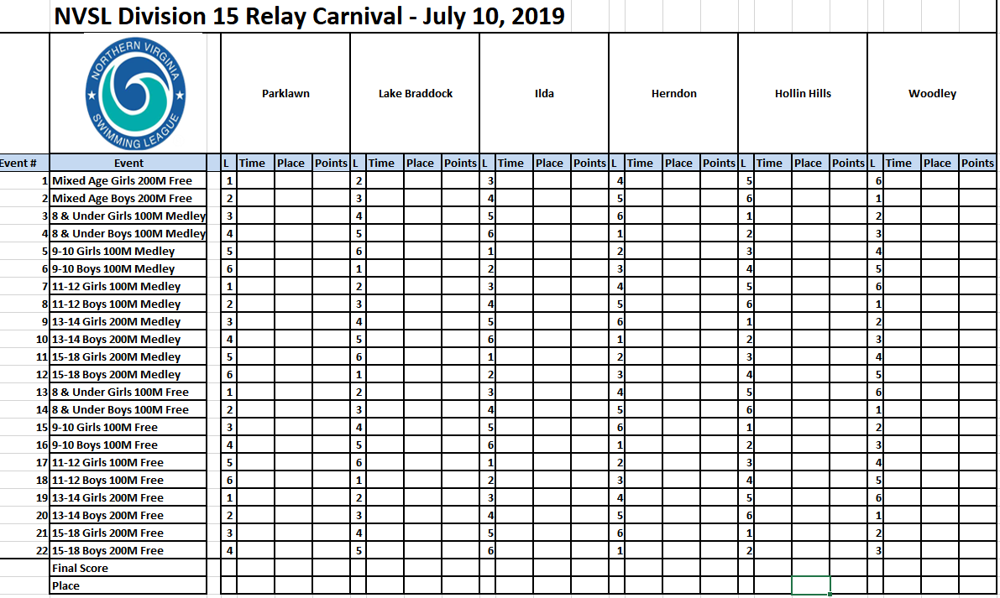 NVSL Division 15 Relay Carnival - July 10, 2019
NORTHERN VIRGINIA
SWIMMING LEAGUE
Parklawn Lake Braddock Ilda Herndon Hollin Hills Woodley
Event # Event L Time Place Points L Time Place Points L Time Place Points L Time Place Points L Time Place Points L Time Place Points
1 Mixed Age Girls 200M Free 1 2 3 4 5 6
2 Mixed Age Boys 200M Free 2 3 4 5 6 1
3 8 & Under Girls 100M Medley 3 4 5 6 1 2
4 8 & Under Boys 100M Medley 4 5 6 1 2 3
5 9-10 Girls 100M Medley 5 6 1 2 3 4
6 9-10 Boys 100M Medley 6 1 2 3 4 5
7 11-12 Girls 100M Medley 1 2 3 4 5 6
8 11-12 Boys 100M Medley 2 3 4 5 6 1
9 13-14 Girls 200M Medley 3 4 5 6 1 2
10 13-14 Boys 200M Medley 4 5 6 1 2 3
11 15-18 Girls 200M Medley 5 6 1 2 3 4
12 15-18 Boys 200M Medley 6 1 2 3 4 5
13 8 & Under Girls 100M Free 1 2 3 4 5 6
14 8 & Under Boys 100M Free 2 3 4 5 6 1
15 9-10 Girls 100M Free 3 4 5 6 1 2
16 9-10 Boys 100M Free 4 5 6 1 2 3
17 11-12 Girls 100M Free 5 6 1 2 3 4
18 11-12 Boys 100M Free 6 1 2 3 4 5
19 13-14 Girls 200M Free 1 2 3 4 5 6
20 13-14 Boys 200M Free 2 3 4 5 6 1
21 15-18 Girls 200M Free 3 4 5 6 1 2
22 15-18 Boys 200M Free 4 5 6 1 2 3
Final Score
Place